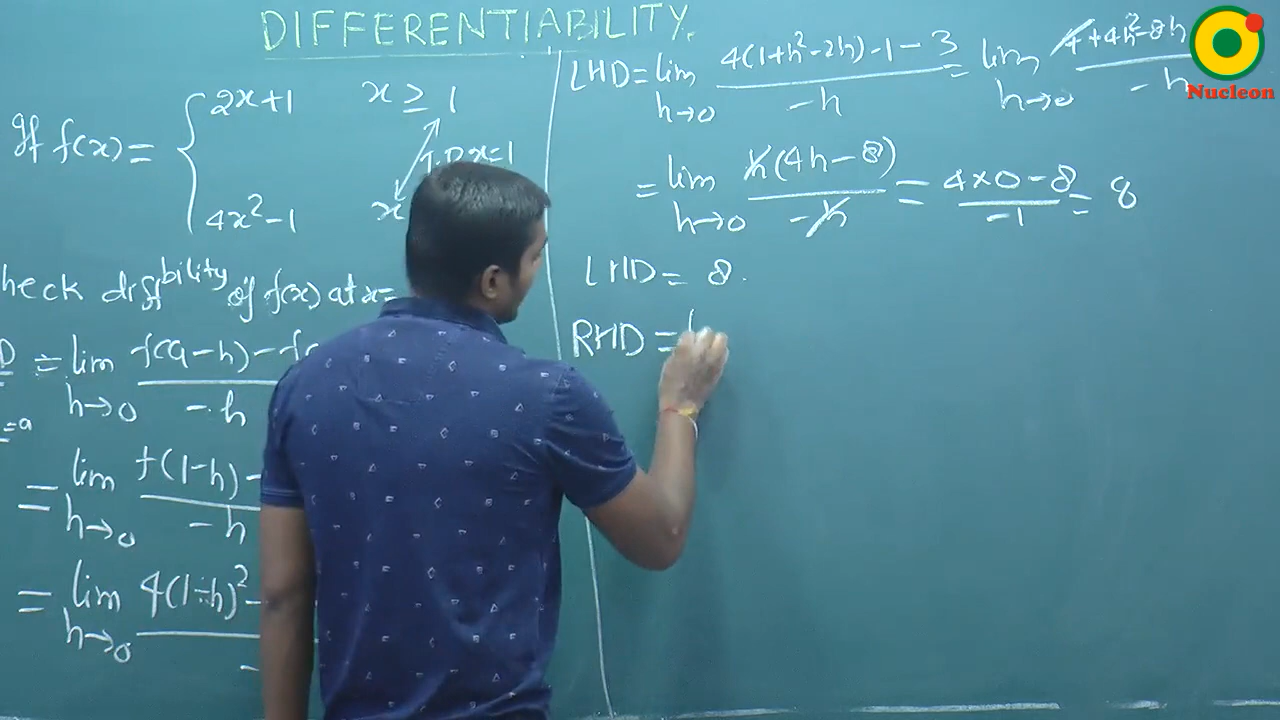 DIFFERENTIABILITY.
If f(x) = { 2x+1 x ≥ 1
x=1
4x²-1 x
heck diffbility of f(x) at x=
D = lim f(a-h)-f(
h→0 -h
=a
= lim f(1-h)-
h→0 -h
= lim 4(1-h)²-
h→0 -
LHD = lim 4(1+h²-2h)-1-3 = lim 4+4h²-8h
h→0 -h h→0 -h
= lim h(4h-8) = 4×0-8 = 8
h→0 -h -1
LHD = 8.
RHD =
Nucleon